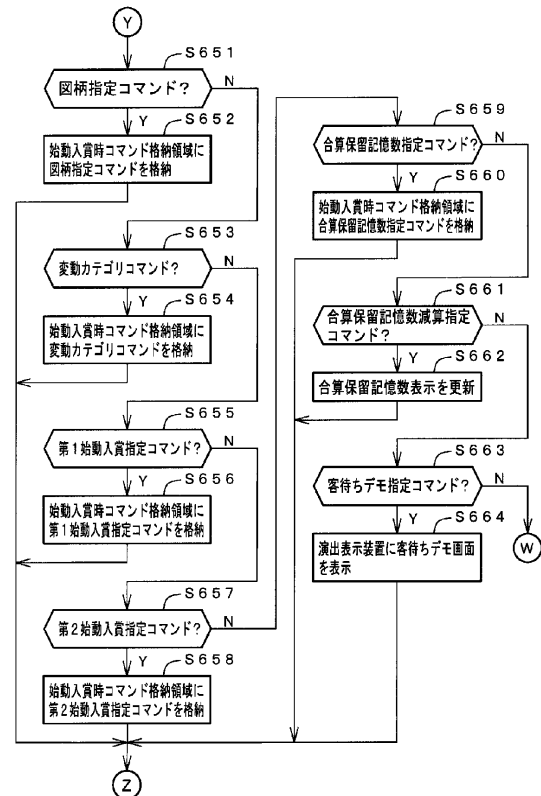 Y
S651
図柄指定コマンド?
N
Y
S652
始動入賞時コマンド格納領域に
図柄指定コマンドを格納
S653
変動カテゴリコマンド?
N
Y
S654
始動入賞時コマンド格納領域に
変動カテゴリコマンドを格納
S655
第1始動入賞指定コマンド?
N
Y
S656
始動入賞時コマンド格納領域に
第1始動入賞指定コマンドを格納
S657
第2始動入賞指定コマンド?
N
Y
S658
始動入賞時コマンド格納領域に
第2始動入賞指定コマンドを格納
Z
S659
合算保留記憶数指定コマンド?
N
Y
S660
始動入賞時コマンド格納領域に
合算保留記憶数指定コマンドを格納
S661
合算保留記憶数減算指定
コマンド?
N
Y
S662
合算保留記憶数表示を更新
S663
客待ちデモ指定コマンド?
N
Y
S664
演出表示装置に客待ちデモ画面
を表示
W